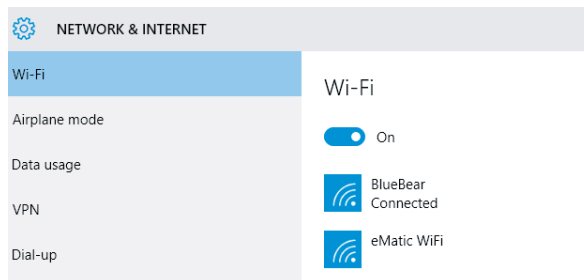 NETWORK & INTERNET
Wi-Fi
Airplane mode
Data usage
VPN
Dial-up
Wi-Fi
On
BlueBear
Connected
eMatic WiFi